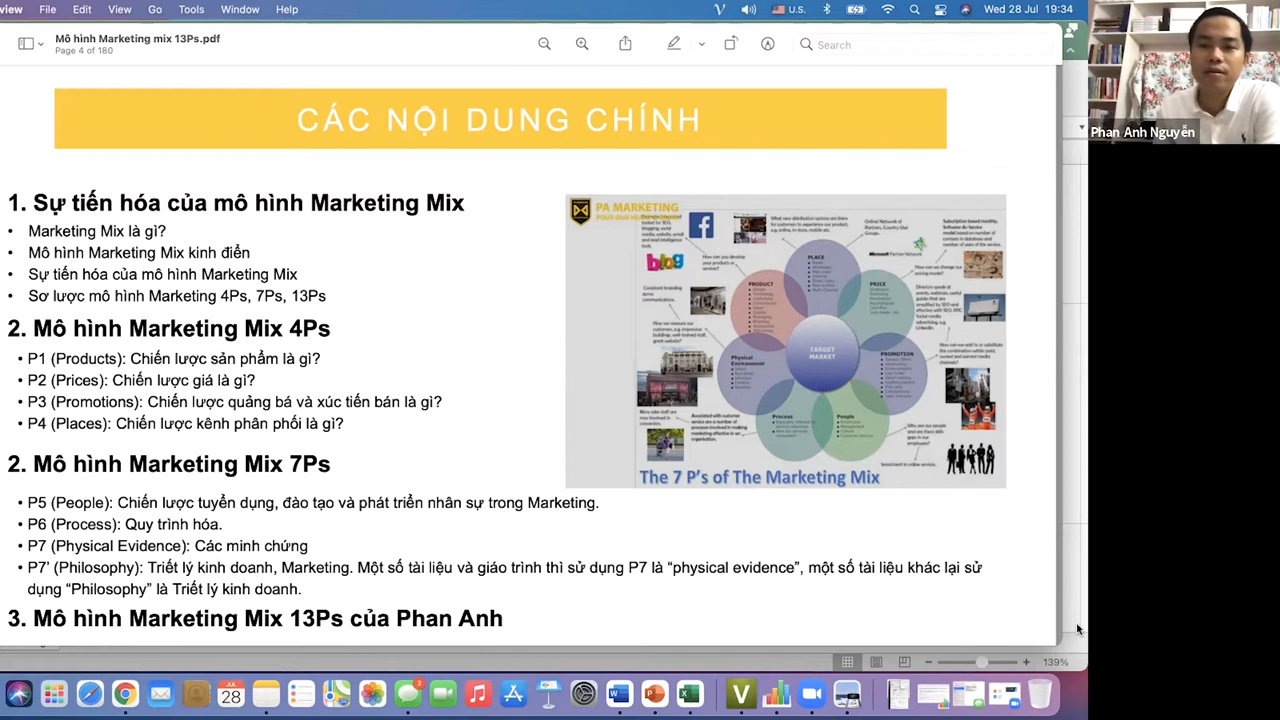 view File Edit View Go Tools Window Help
U.S.
Wed 28 Jul 19:34
Mô hình Marketing mix 13Ps.pdf
Page 4 of 180
Search
Phan Anh Nguyễn
CÁC NỘI DUNG CHÍNH
1. Sự tiến hóa của mô hình Marketing Mix
• Marketing Mix là gì?
• Mô hình Marketing Mix kinh điển
• Sự tiến hóa của mô hình Marketing Mix
• Sơ lược mô hình Marketing 4Ps, 7Ps, 13Ps
2. Mô hình Marketing Mix 4Ps
• P1 (Products): Chiến lược sản phẩm là gì?
• P2 (Prices): Chiến lược giá là gì?
• P3 (Promotions): Chiến lược quảng bá và xúc tiến bán là gì?
• P4 (Places): Chiến lược kênh phân phối là gì?
2. Mô hình Marketing Mix 7Ps
• P5 (People): Chiến lược tuyển dụng, đào tạo và phát triển nhân sự trong Marketing.
• P6 (Process): Quy trình hóa.
• P7 (Physical Evidence): Các minh chứng
• P7' (Philosophy): Triết lý kinh doanh, Marketing. Một số tài liệu và giáo trình thì sử dụng P7 là “physical evidence”, một số tài liệu khác lại sử
dụng “Philosophy” là Triết lý kinh doanh.
3. Mô hình Marketing Mix 13Ps của Phan Anh
PA MARKETING
blog
PLACE
PRODUCT
PRICE
TARGET
MARKET
Physical
Environment
PROMOTION
Process
People
The 7 P's of The Marketing Mix
139%
JUL
28
3